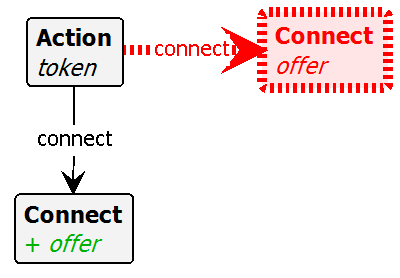 Action
token
connect
Connect
offer
connect
Connect
+ offer